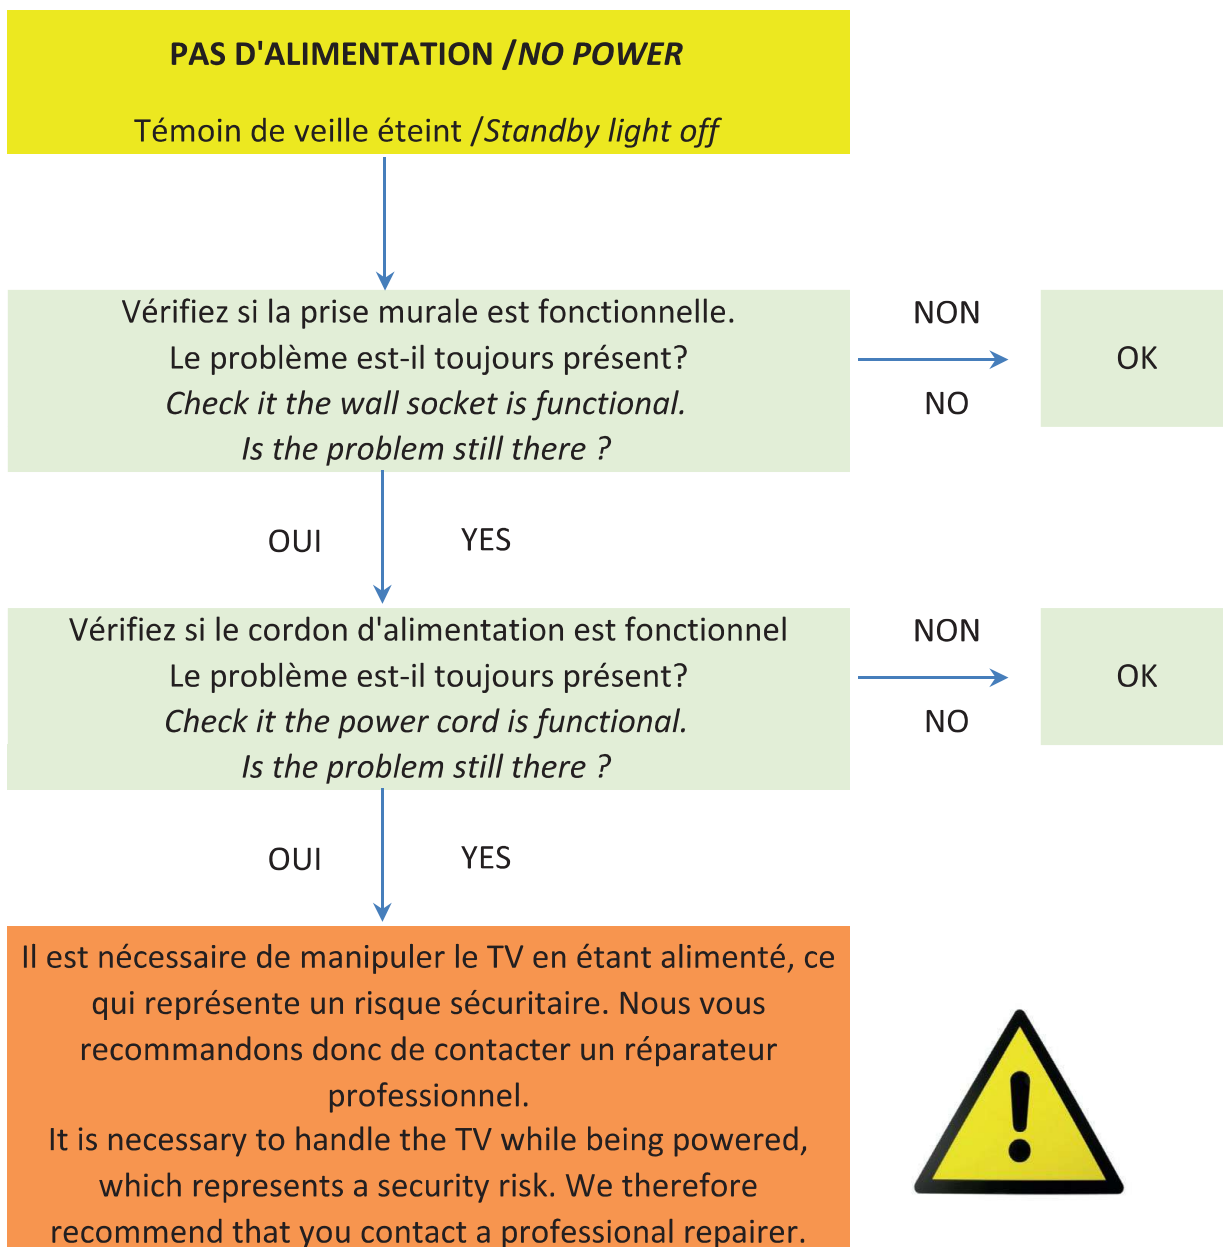 PAS D'ALIMENTATION /NO POWER
Témoin de veille éteint /Standby light off
Vérifiez si la prise murale est fonctionnelle.
Le problème est-il toujours présent?
Check it the wall socket is functional.
Is the problem still there ?
NON
NO
OK
OUI
YES
Vérifiez si le cordon d'alimentation est fonctionnel
Le problème est-il toujours présent?
Check it the power cord is functional.
Is the problem still there ?
NON
NO
OK
OUI
YES
Il est nécessaire de manipuler le TV en étant alimenté, ce
qui représente un risque sécuritaire. Nous vous
recommandons donc de contacter un réparateur
professionnel.
It is necessary to handle the TV while being powered,
which represents a security risk. We therefore
recommend that you contact a professional repairer.